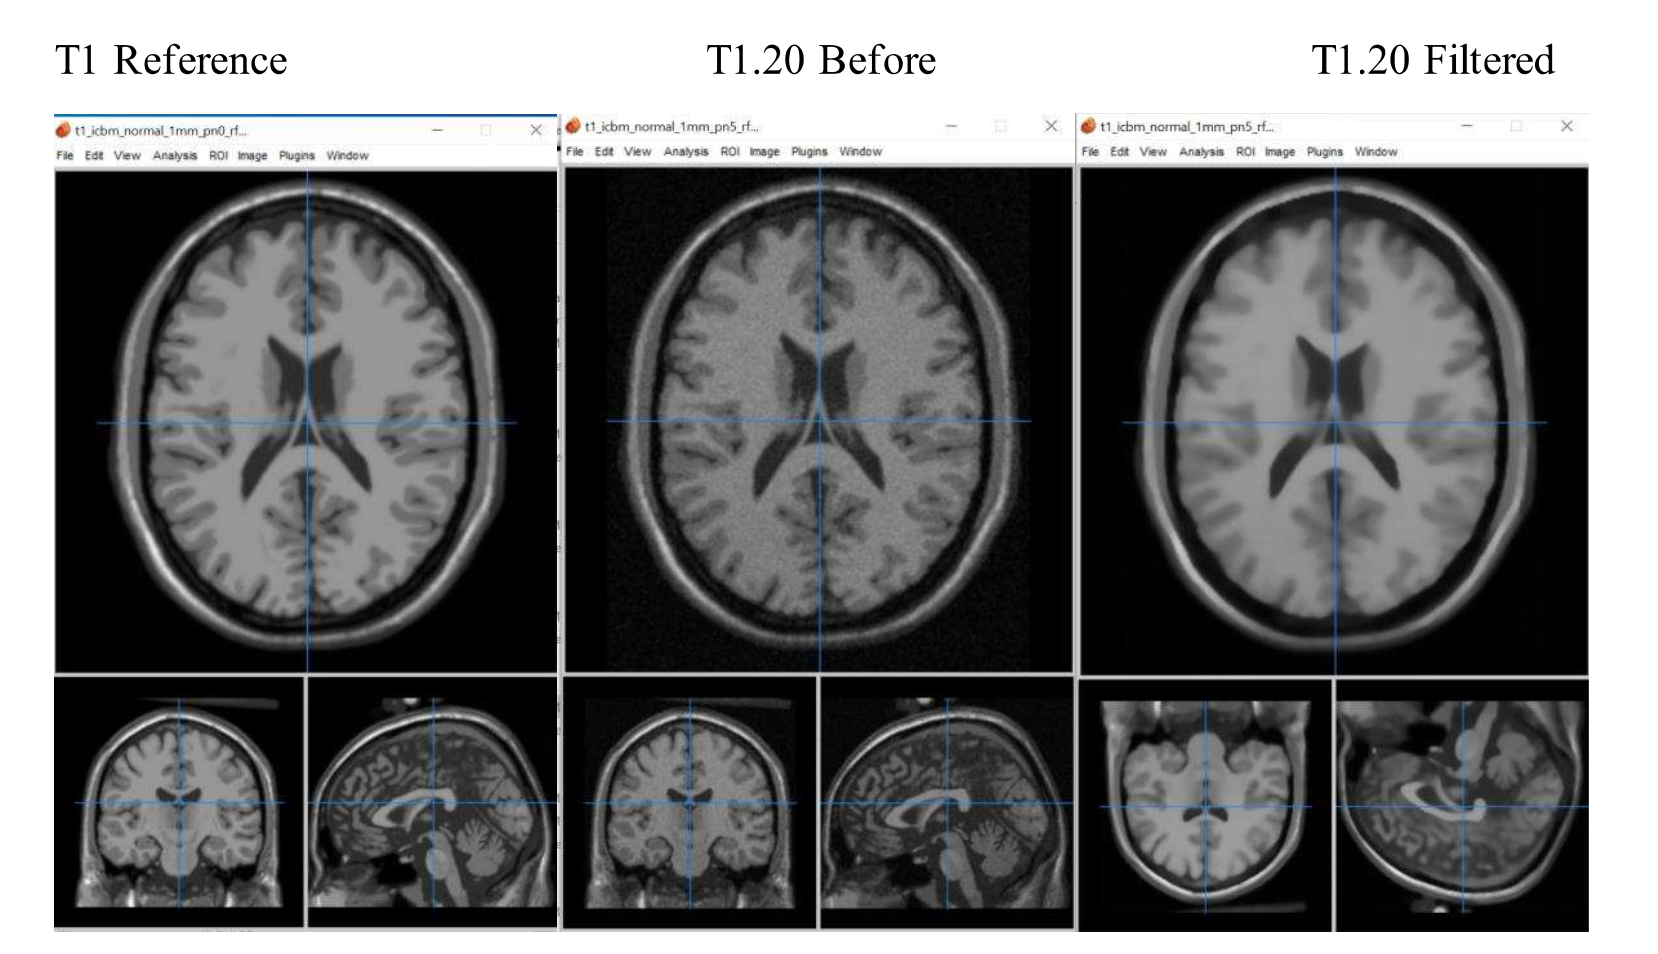 T1 Reference
T1.20 Before
T1.20 Filtered
t1_icbm_normal_1mm_pn0_rf...
File Edit View Analysis ROI Image Plugins Window
t1_icbm_normal_1mm_pn5_rf...
File Edit View Analysis ROI Image Plugins Window
t1_icbm_normal_1mm_pn5_rf...
File Edit View Analysis ROI Image Plugins Window